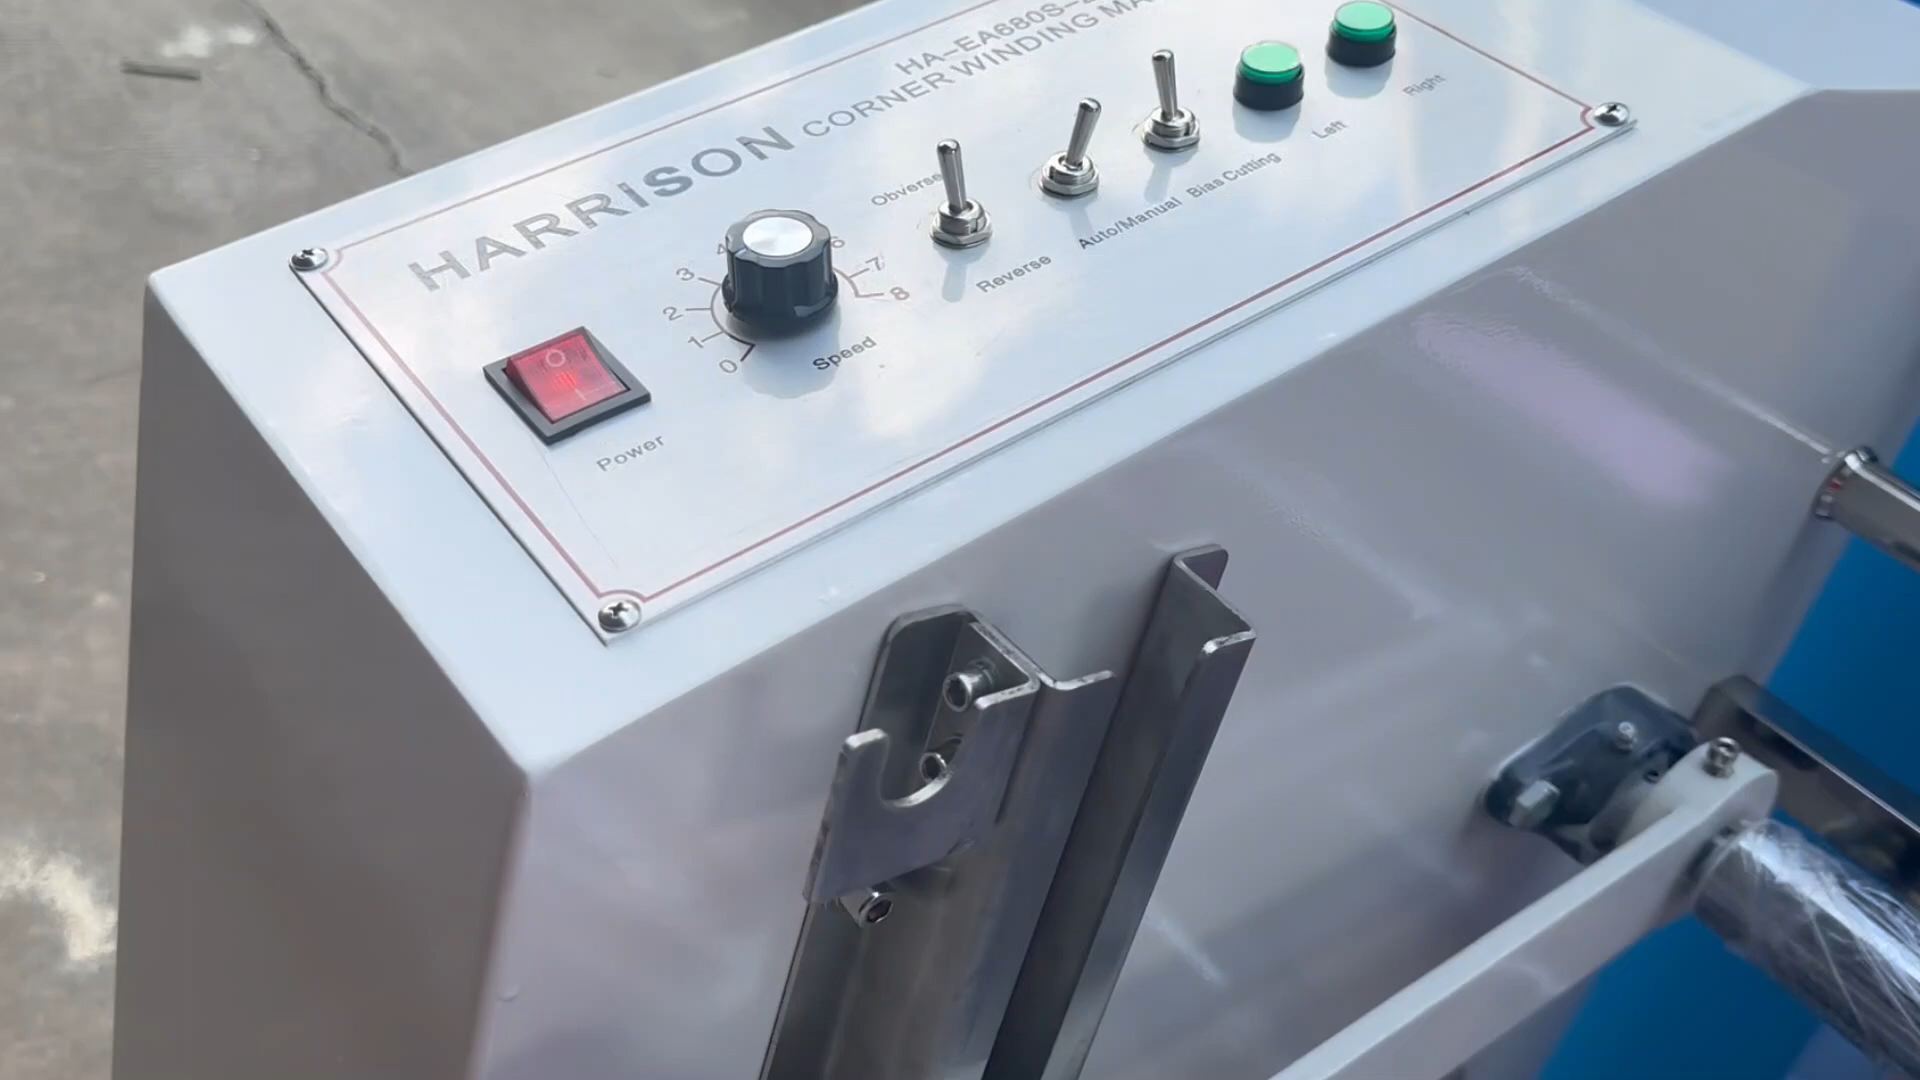 HA-EA680S-
HARRISON CORNER WINDING
Obverse
Reverse
Auto/Manual
Bias Cutting
Left
Right
0 1 2 3 4 6 7 8
Speed
Power